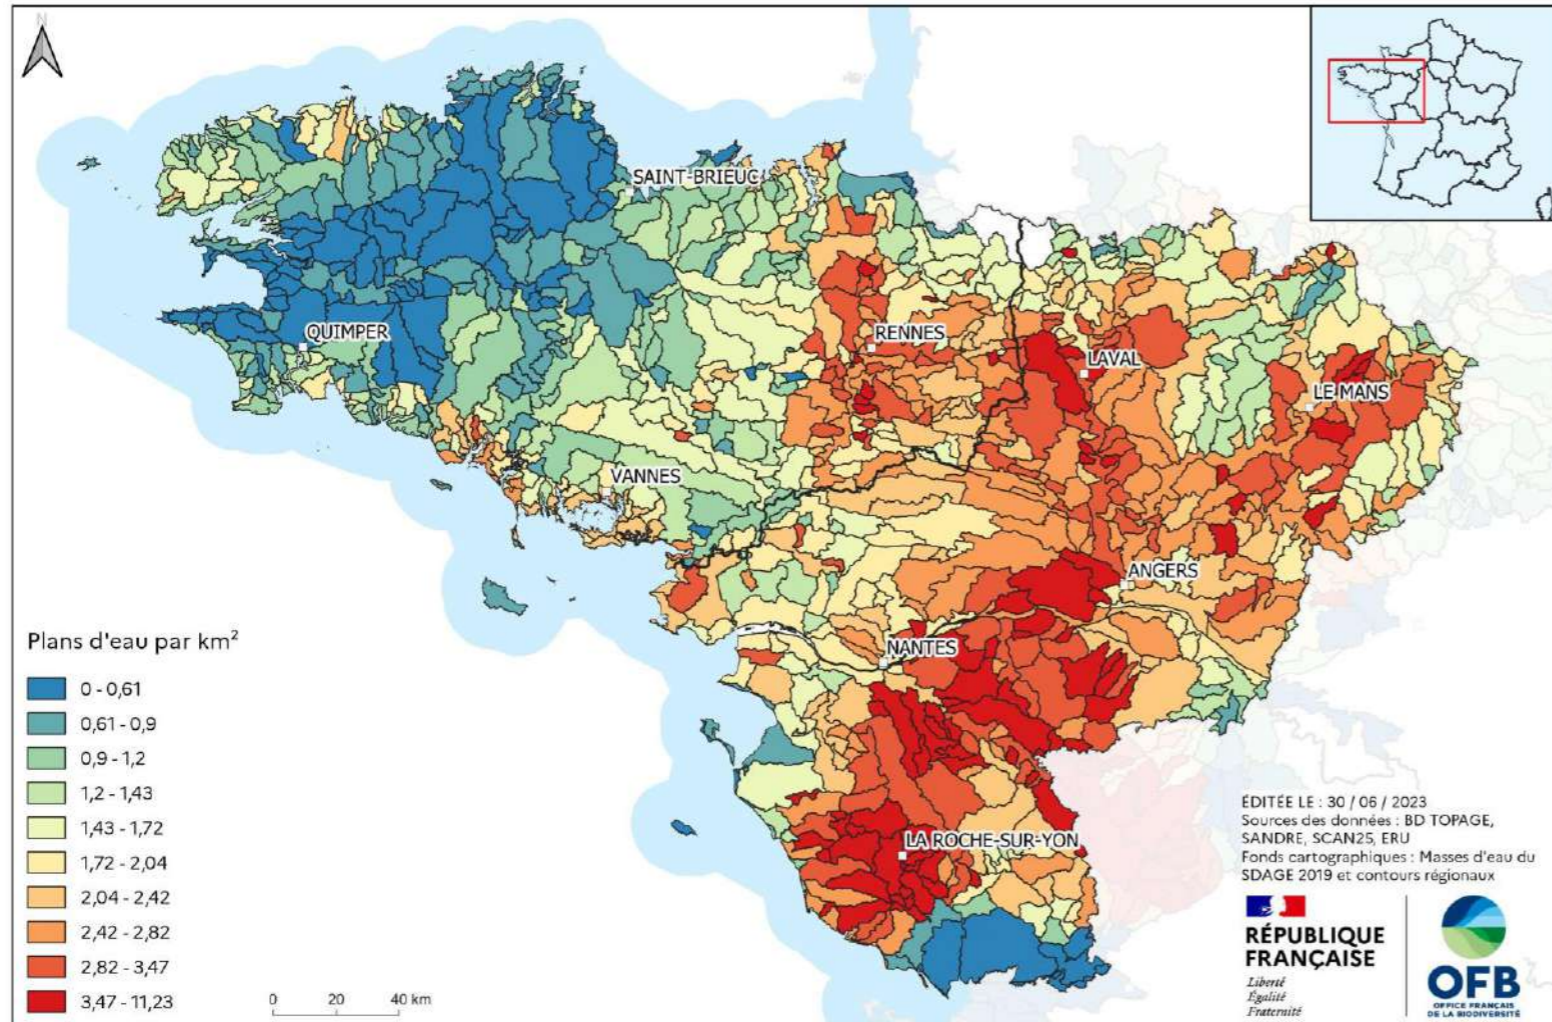 N
SAINT-BRIEUC
QUIMPER
RENNES
LAVAL
LE MANS
VANNES
ANGERS
NANTES
LA ROCHE-SUR-YON
Plans d'eau par km²
0 - 0,61
0,61 - 0,9
0,9 - 1,2
1,2 - 1,43
1,43 - 1,72
1,72 - 2,04
2,04 - 2,42
2,42 - 2,82
2,82 - 3,47
3,47 - 11,23
0 20 40 km
ÉDITÉE LE : 30 / 06 / 2023
Sources des données : BD TOPAGE,
SANDRE, SCAN25, ERU
Fonds cartographiques : Masses d'eau du
SDAGE 2019 et contours régionaux
RÉPUBLIQUE
FRANÇAISE
Liberté
Égalité
Fraternité
OFB
OFFICE FRANÇAIS
DE LA BIODIVERSITÉ